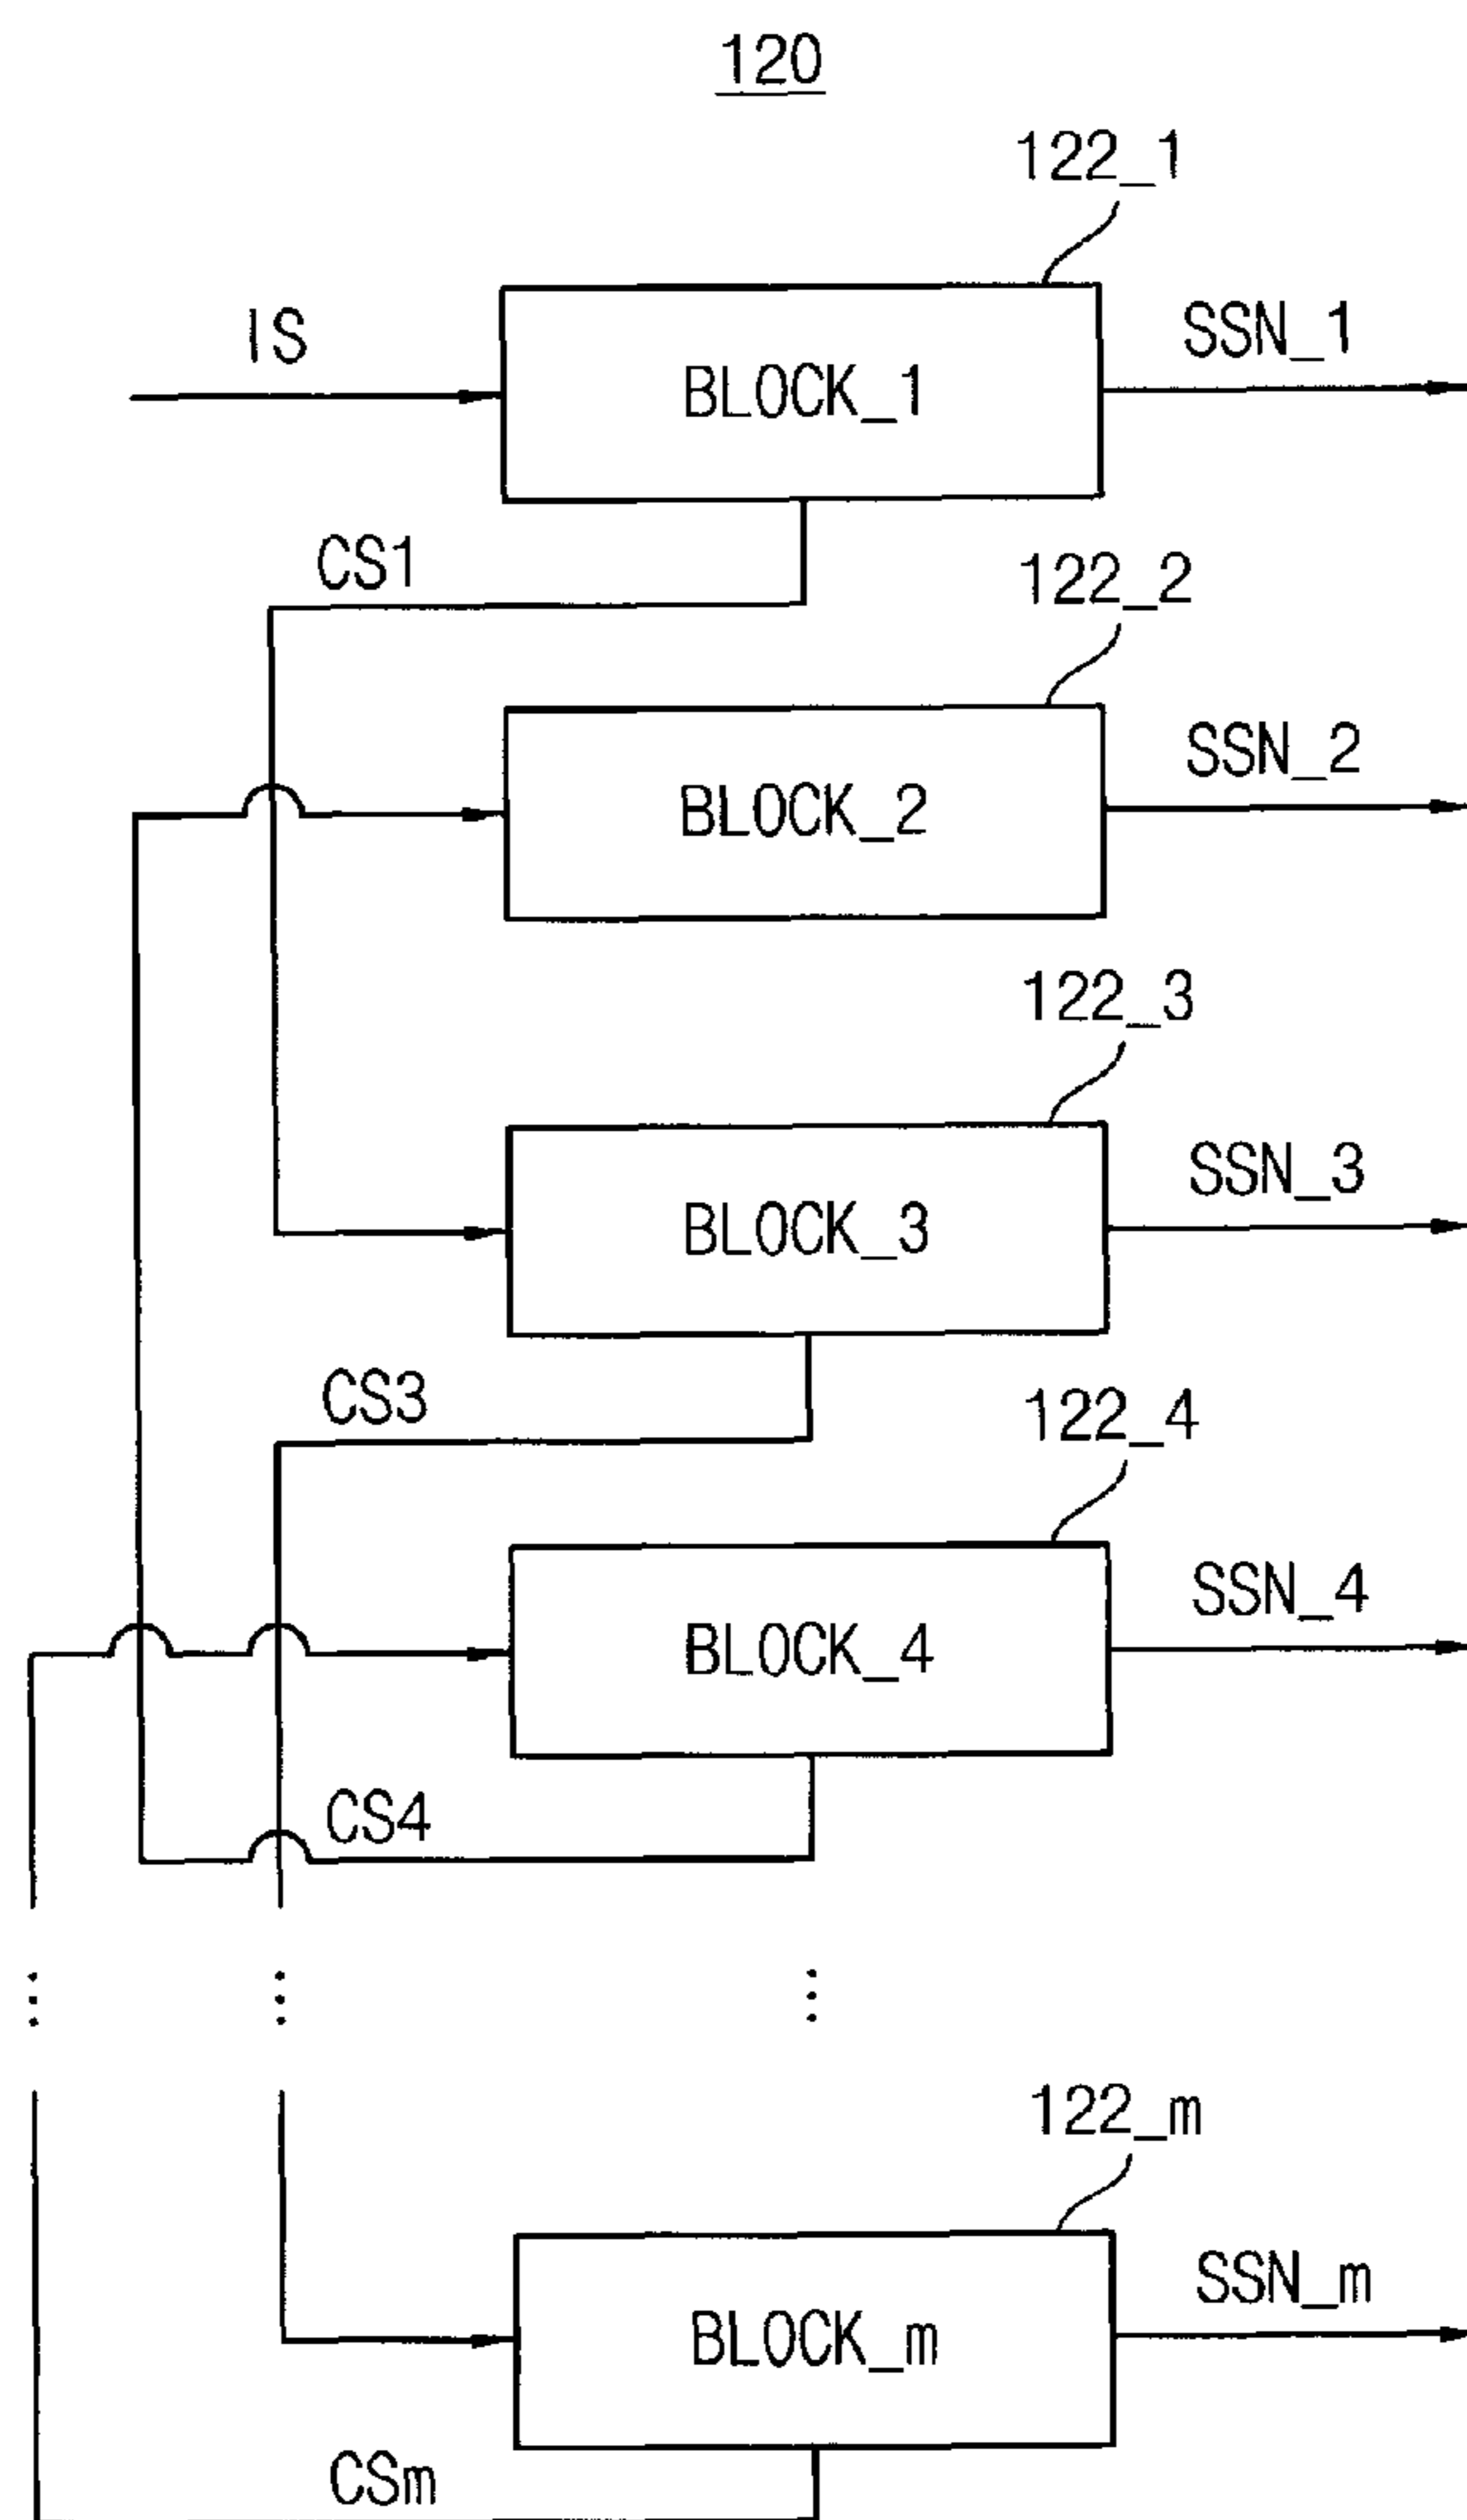 120
122_1
IS
BLOCK_1
SSN_1
CS1
122_2
BLOCK_2
SSN_2
122_3
BLOCK_3
SSN_3
CS3
122_4
BLOCK_4
SSN_4
CS4
122_m
BLOCK_m
SSN_m
CSm